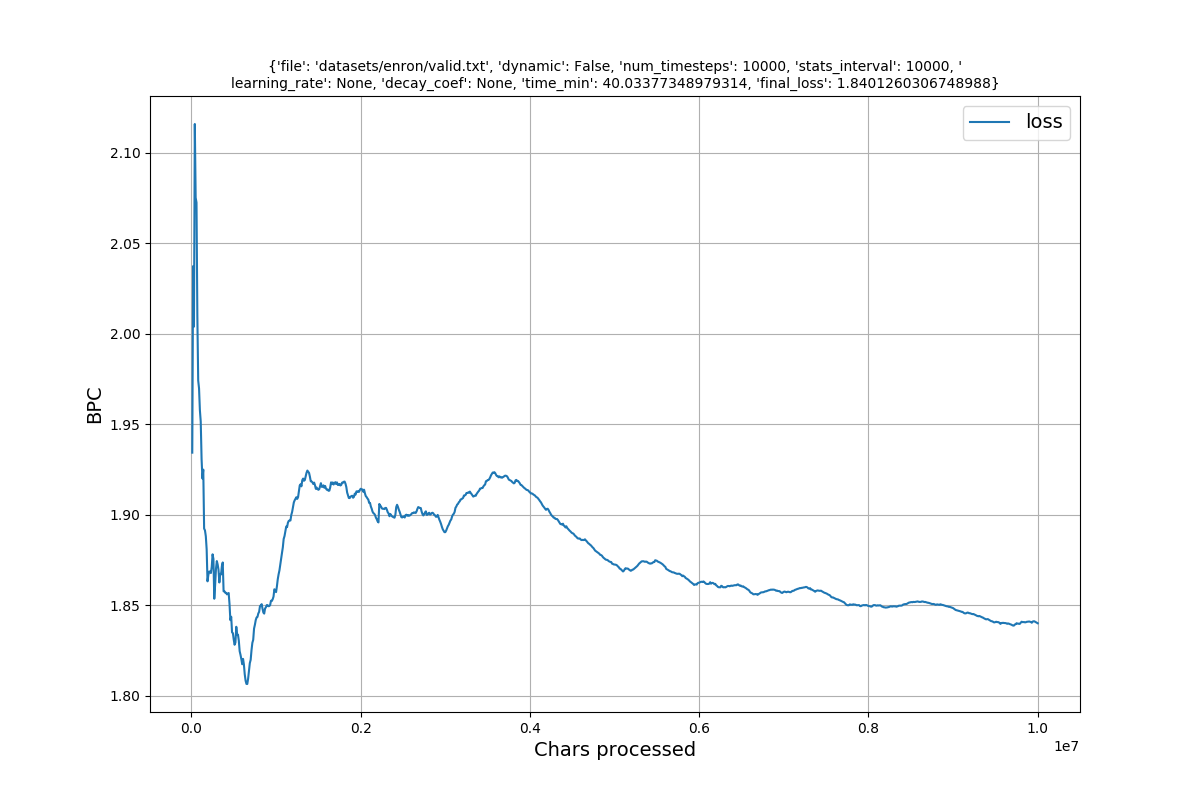 {'file': 'datasets/enron/valid.txt', 'dynamic': False, 'num_timesteps': 10000, 'stats_interval': 10000, '
learning_rate': None, 'decay_coef': None, 'time_min': 40.03377348979314, 'final_loss': 1.8401260306748988}
loss
2.10
2.05
2.00
1.95
1.90
1.85
1.80
BPC
0.0 0.2 0.4 0.6 0.8 1.0
1e7
Chars processed